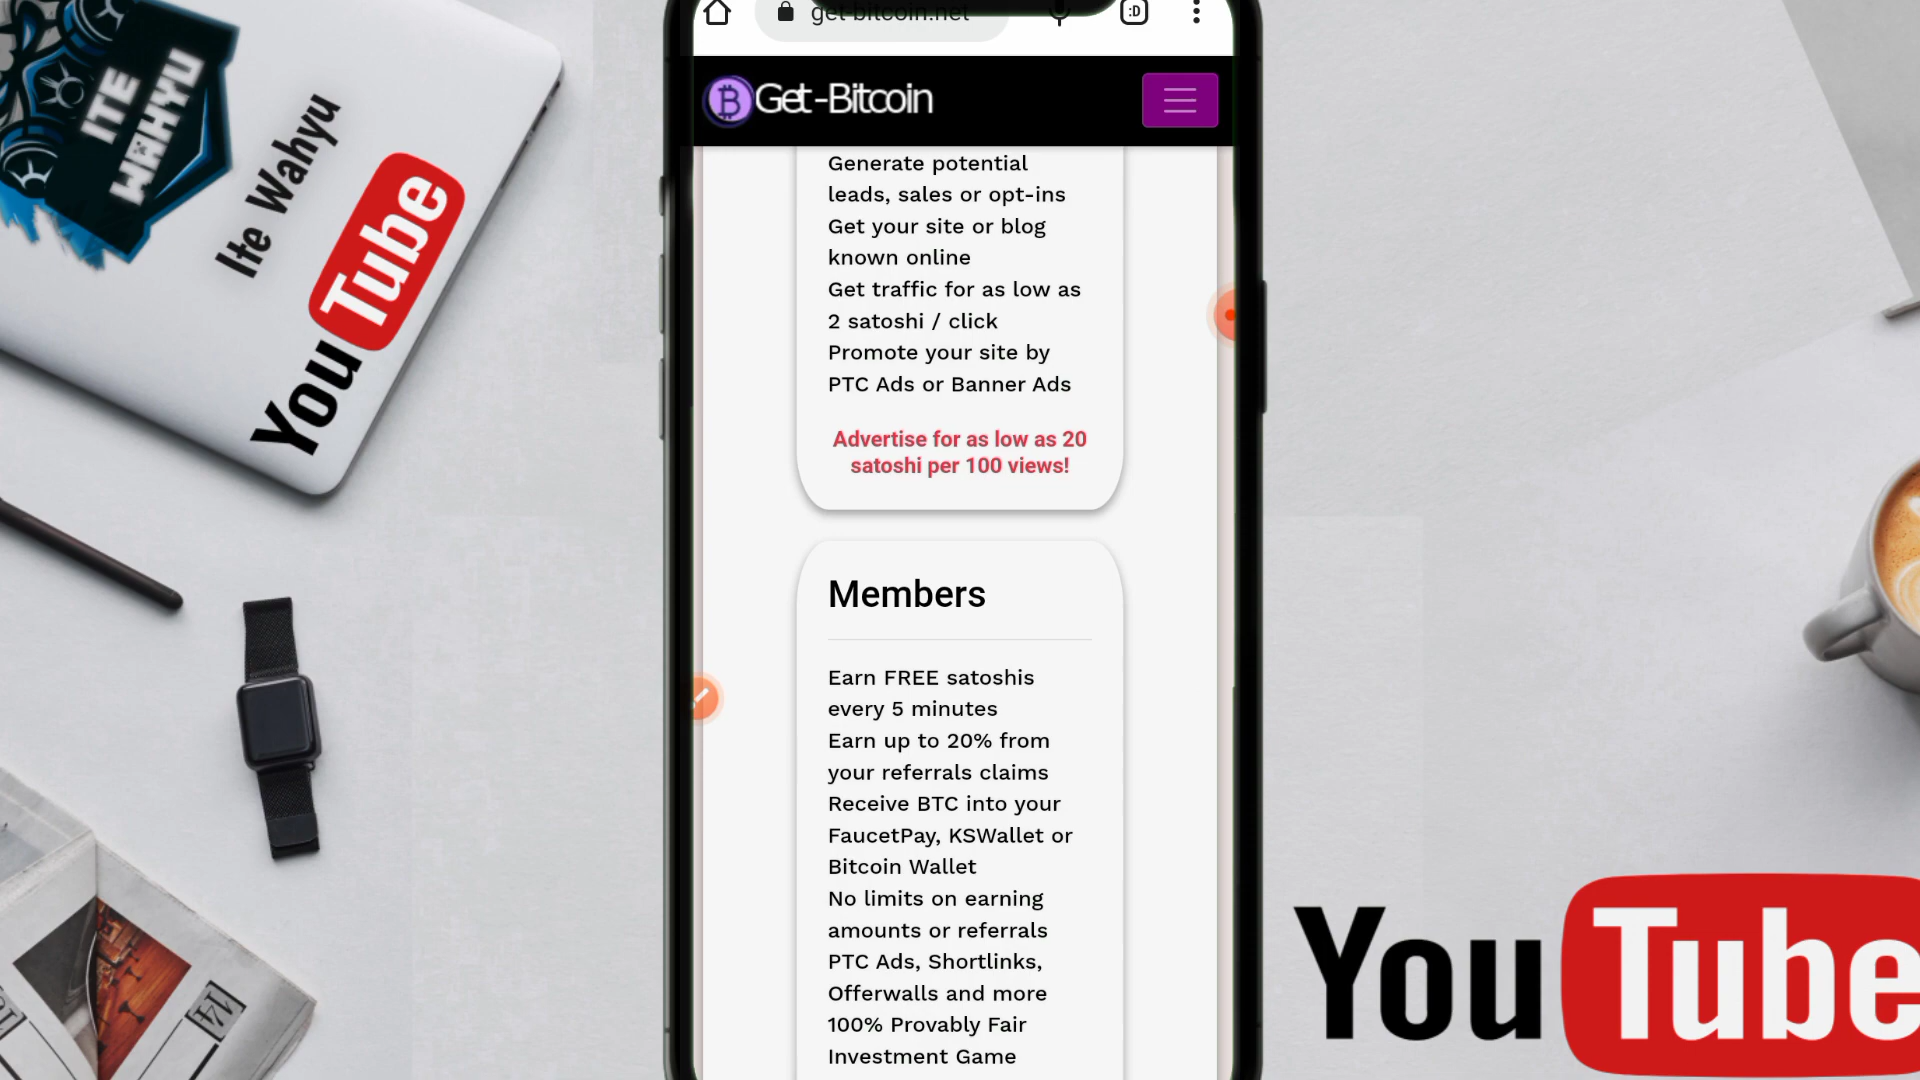 ITE
WAHYU
Ite Wahyu
YouTube
get-bitcoin.net
:D
Get-Bitcoin
Generate potential
leads, sales or opt-ins
Get your site or blog
known online
Get traffic for as low as
2 satoshi / click
Promote your site by
PTC Ads or Banner Ads
Advertise for as low as 20
satoshi per 100 views!
Members
Earn FREE satoshis
every 5 minutes
Earn up to 20% from
your referrals claims
Receive BTC into your
FaucetPay, KSWallet or
Bitcoin Wallet
No limits on earning
amounts or referrals
PTC Ads, Shortlinks,
Offerwalls and more
100% Provably Fair
Investment Game
YouTube